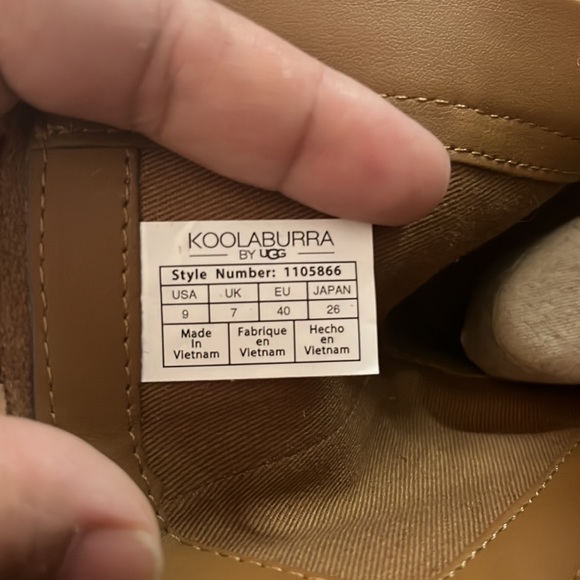 KOOLABURRA
BY UGG
Style Number: 1105866
USA UK EU JAPAN
9 7 40 26
Made Fabrique Hecho
In en en
Vietnam Vietnam Vietnam